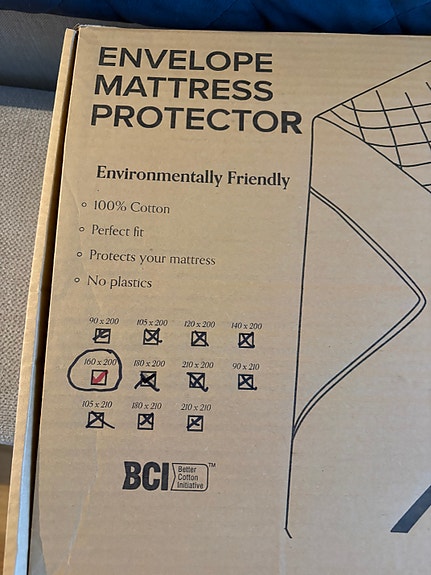 ENVELOPE
MATTRESS
PROTECTOR
Environmentally Friendly
100% Cotton
Perfect fit
Protects your mattress
No plastics
90 x 200 105 x 200 120 x 200 140 x 200
160 x 200 180 x 200 210 x 200 90 x 210
105 x 210 180 x 210 210 x 210
BCI Better Cotton Initiative™